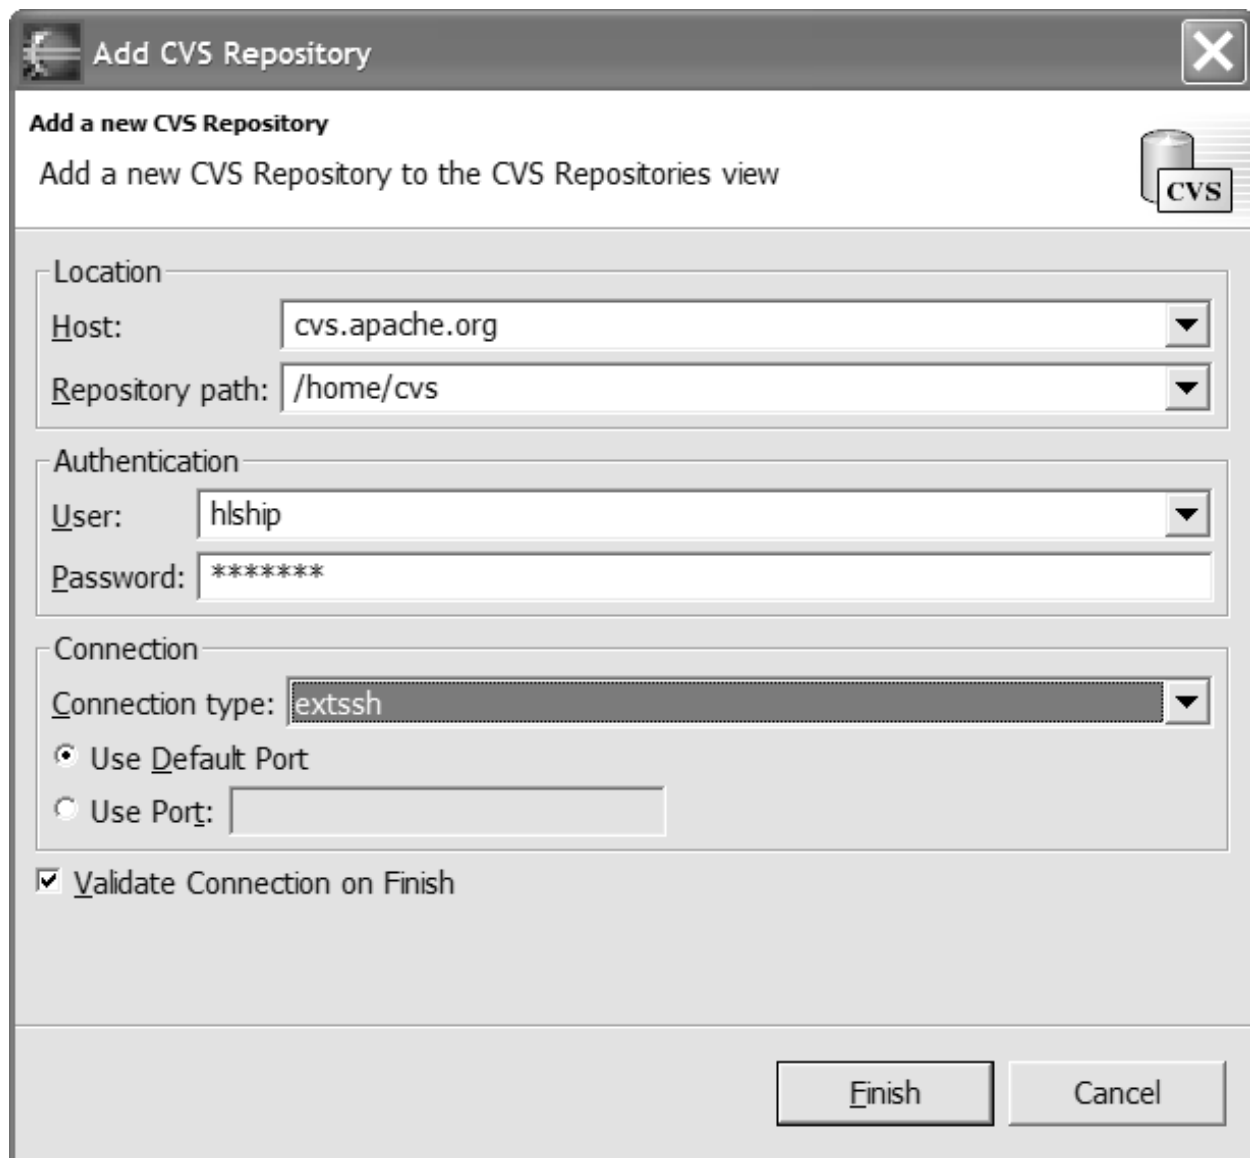 Add CVS Repository
Add a new CVS Repository
Add a new CVS Repository to the CVS Repositories view
CVS
Location
Host: cvs.apache.org
Repository path: /home/cvs
Authentication
User: hlship
Password: *******
Connection
Connection type: extssh
Use Default Port
Use Port:
Validate Connection on Finish
Finish Cancel